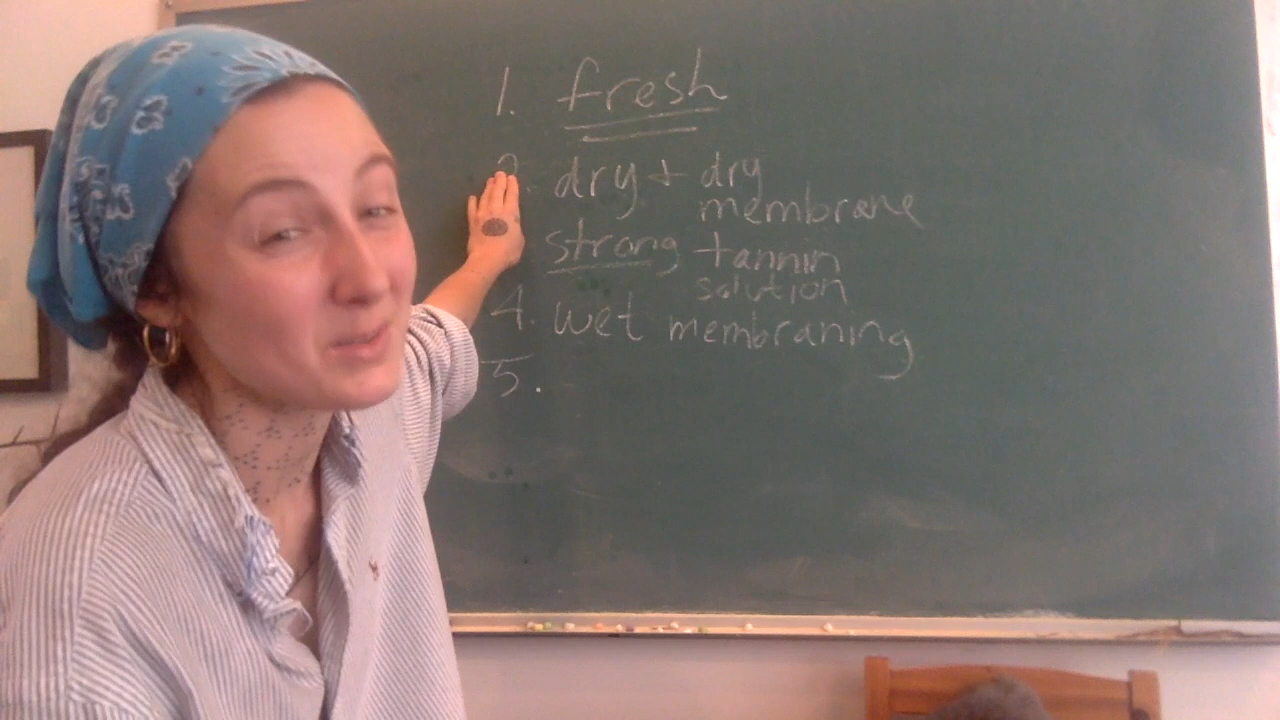 1. fresh
2. dry + dry
membrane
strong tannin
solution
4. wet membraning
5.